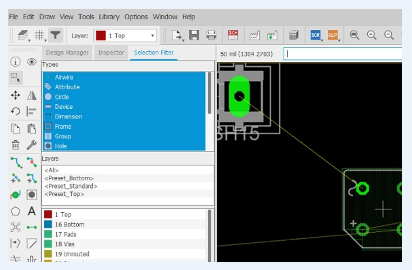 File Edit Draw View Tools Library Options Window Help
Layer: 1 Top
Design Manager Inspector Selection Filter
50 mil (1304 2793)
Types
Airwire
Attribute
Circle
Device
Dimension
Frame
Group
Hole
Layers
<All>
<Preset_Bottom>
<Preset_Standard>
<Preset_Top>
1 Top
16 Bottom
17 Pads
18 Vias
19 Unrouted